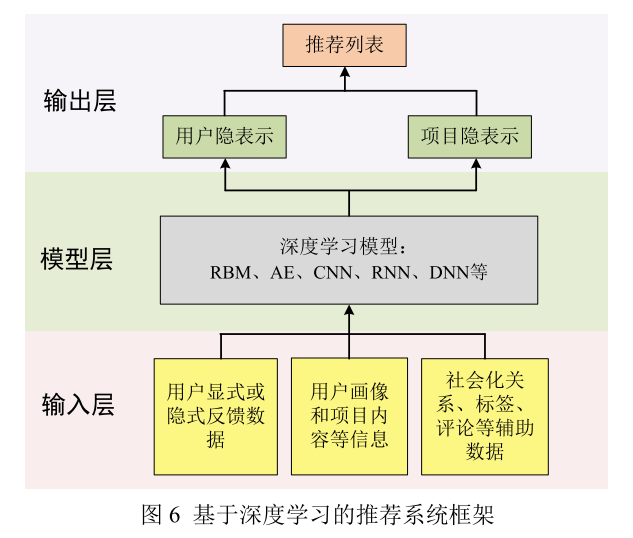 推荐列表
输出层
用户隐表示
项目隐表示
模型层
深度学习模型：
RBM、AE、CNN、RNN、DNN等
输入层
用户显式或
隐式反馈数
据
用户画像
和项目内
容等信息
社会化关
系、标签、
评论等辅助
数据
图 6 基于深度学习的推荐系统框架